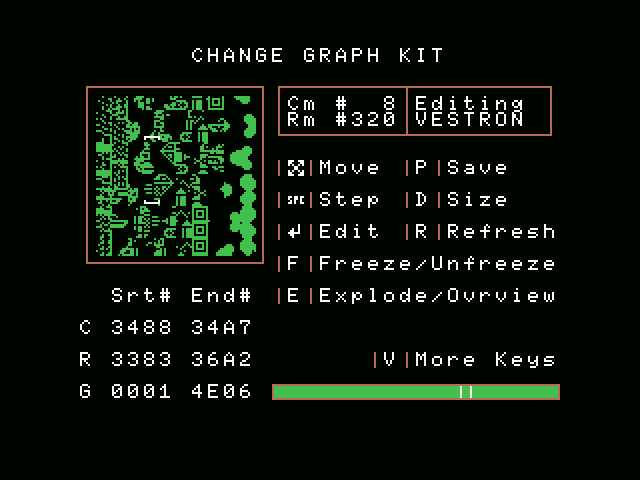 CHANGE GRAPH KIT
Cm #  8 Editing
Rm #320 VESTRON
Move P Save
SPC Step D Size
↲ Edit R Refresh
F Freeze/Unfreeze
Srt# End# E Explode/Ovrview
C 3488 34A7
R 3383 36A2 V More Keys
G 0001 4E06